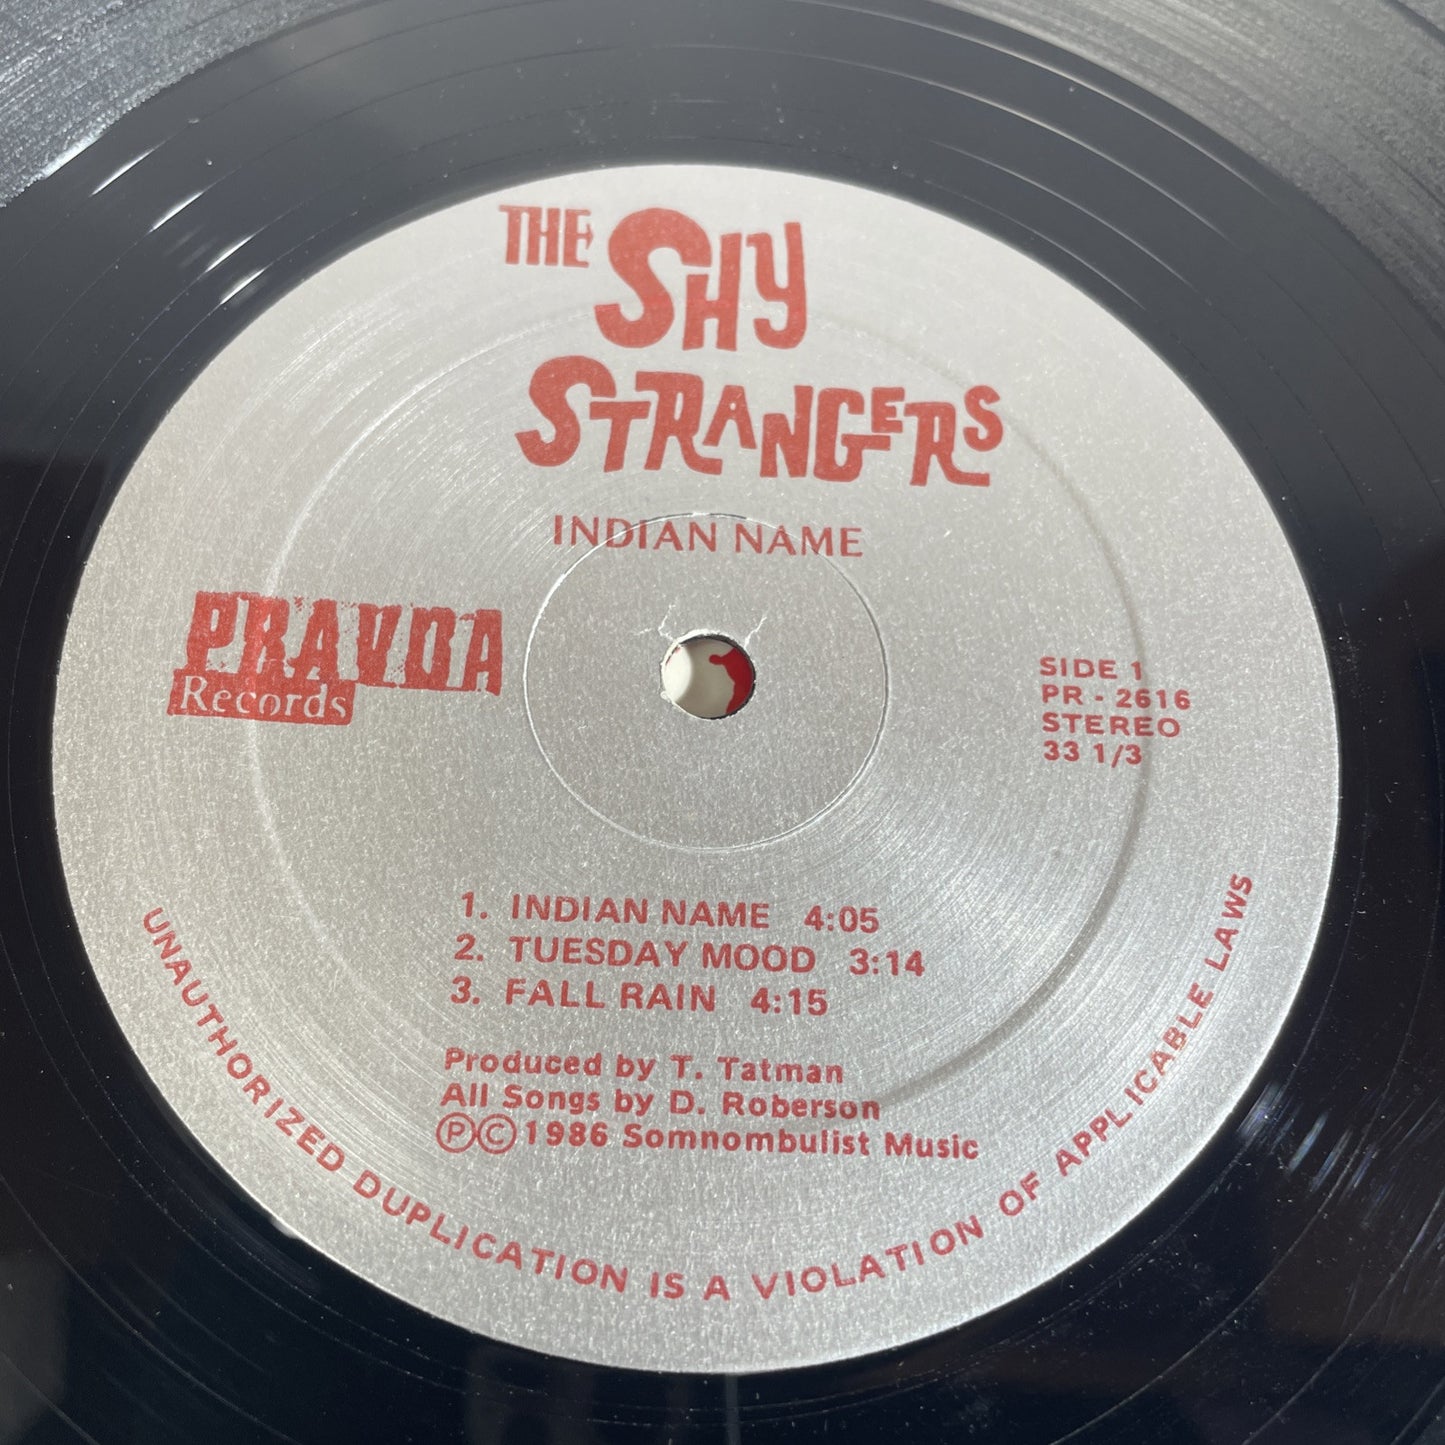 THE SHY
STRANGERS
INDIAN NAME
PRAVDA
Records
SIDE 1
PR - 2616
STEREO
33 1/3
1. INDIAN NAME 4:05
2. TUESDAY MOOD 3:14
3. FALL RAIN 4:15
Produced by T. Tatman
All Songs by D. Roberson
ⓅⒸ1986 Somnombulist Music
UNAUTHORIZED DUPLICATION IS A VIOLATION OF APPLICABLE LAWS